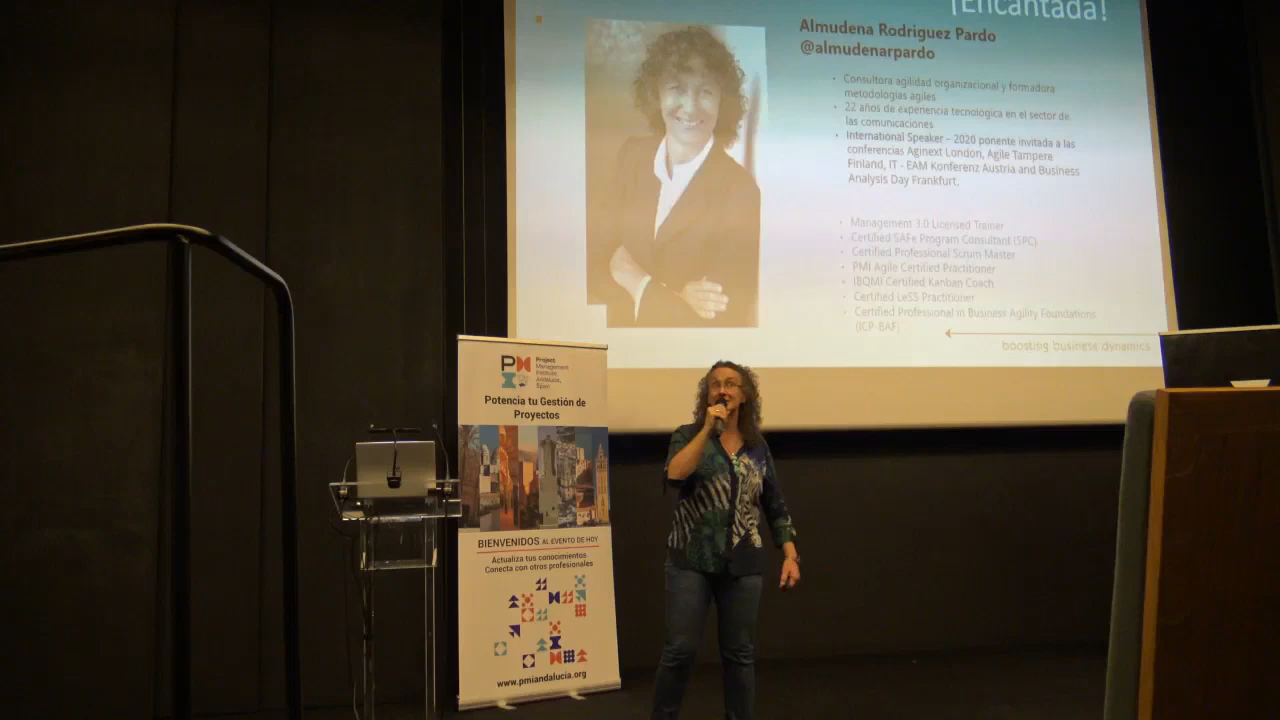 ¡Encantada!
Almudena Rodriguez Pardo
@almudenarpardo
• Consultora agilidad organizacional y formadora
metodologías agiles
• 22 años de experiencia tecnológica en el sector de
las comunicaciones
• International Speaker – 2020 ponente invitada a las
conferencias Aginext London, Agile Tampere
Finland, IT - EAM Konferenz Austria and Business
Analysis Day Frankfurt.
• Management 3.0 Licensed Trainer
• Certified SAFe Program Consultant (SPC)
• Certified Professional Scrum Master
• PMI Agile Certified Practitioner
• IBQMI Certified Kanban Coach
• Certified LeSS Practitioner
• Certified Professional in Business Agility Foundations
(ICP-BAF)
boosting business dynamics
Project
Management
Institute.
Andalucía,
Spain
Potencia tu Gestión de
Proyectos
BIENVENIDOS AL EVENTO DE HOY
Actualiza tus conocimientos
Conecta con otros profesionales
www.pmiandalucia.org